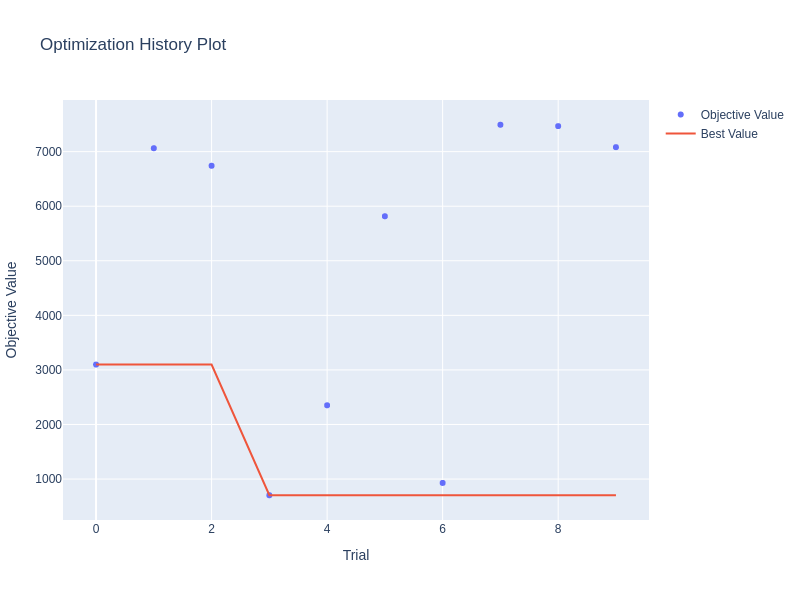 Optimization History Plot
Objective Value
Best Value
7000
6000
5000
4000
3000
2000
1000
Objective Value
0
2
4
6
8
Trial